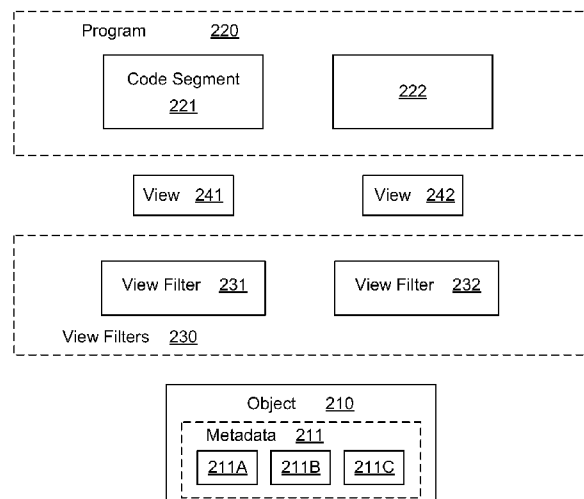 Program 220
Code Segment
221
222
View 241
View 242
View Filter 231
View Filter 232
View Filters 230
Object 210
Metadata 211
211A
211B
211C